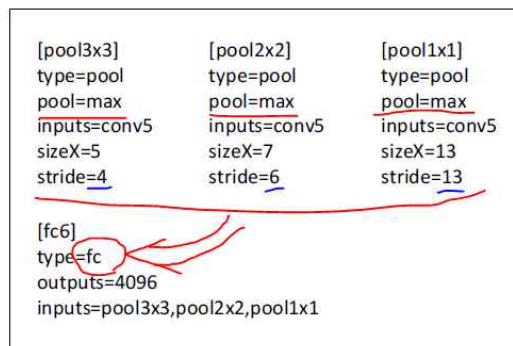 [pool3x3]
type=pool
pool=max
inputs=conv5
sizeX=5
stride=4
[pool2x2]
type=pool
pool=max
inputs=conv5
sizeX=7
stride=6
[pool1x1]
type=pool
pool=max
inputs=conv5
sizeX=13
stride=13
[fc6]
type=fc
outputs=4096
inputs=pool3x3,pool2x2,pool1x1